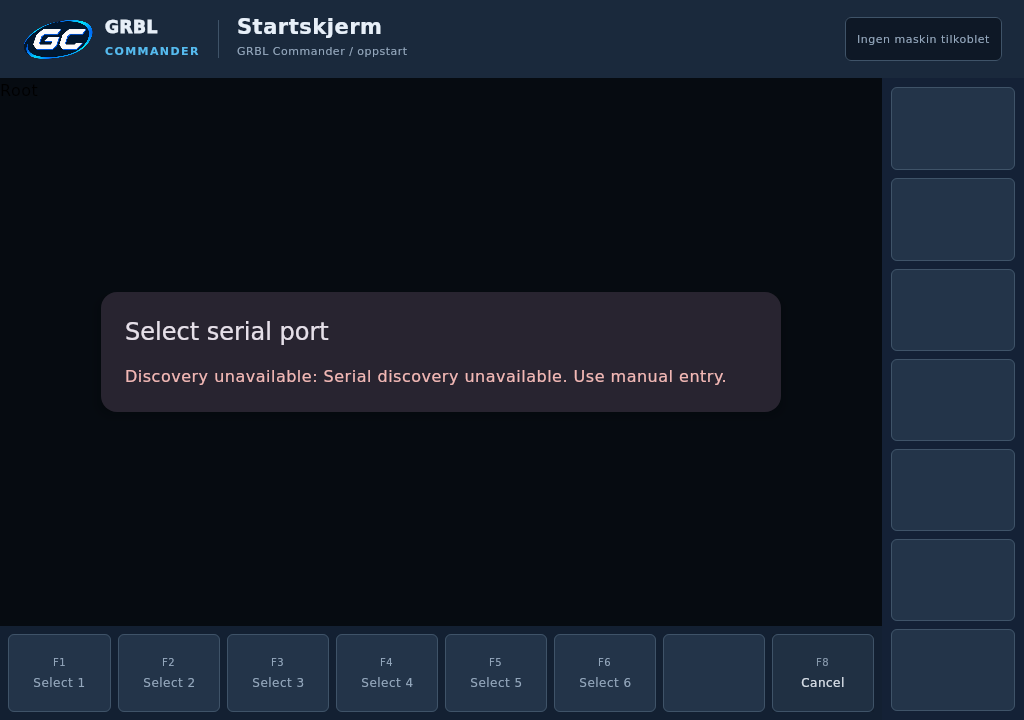 GC
GRBL
COMMANDER
Startskjerm
GRBL Commander / oppstart
Ingen maskin tilkoblet
Root
Select serial port
Discovery unavailable: Serial discovery unavailable. Use manual entry.
F1
Select 1
F2
Select 2
F3
Select 3
F4
Select 4
F5
Select 5
F6
Select 6
F8
Cancel